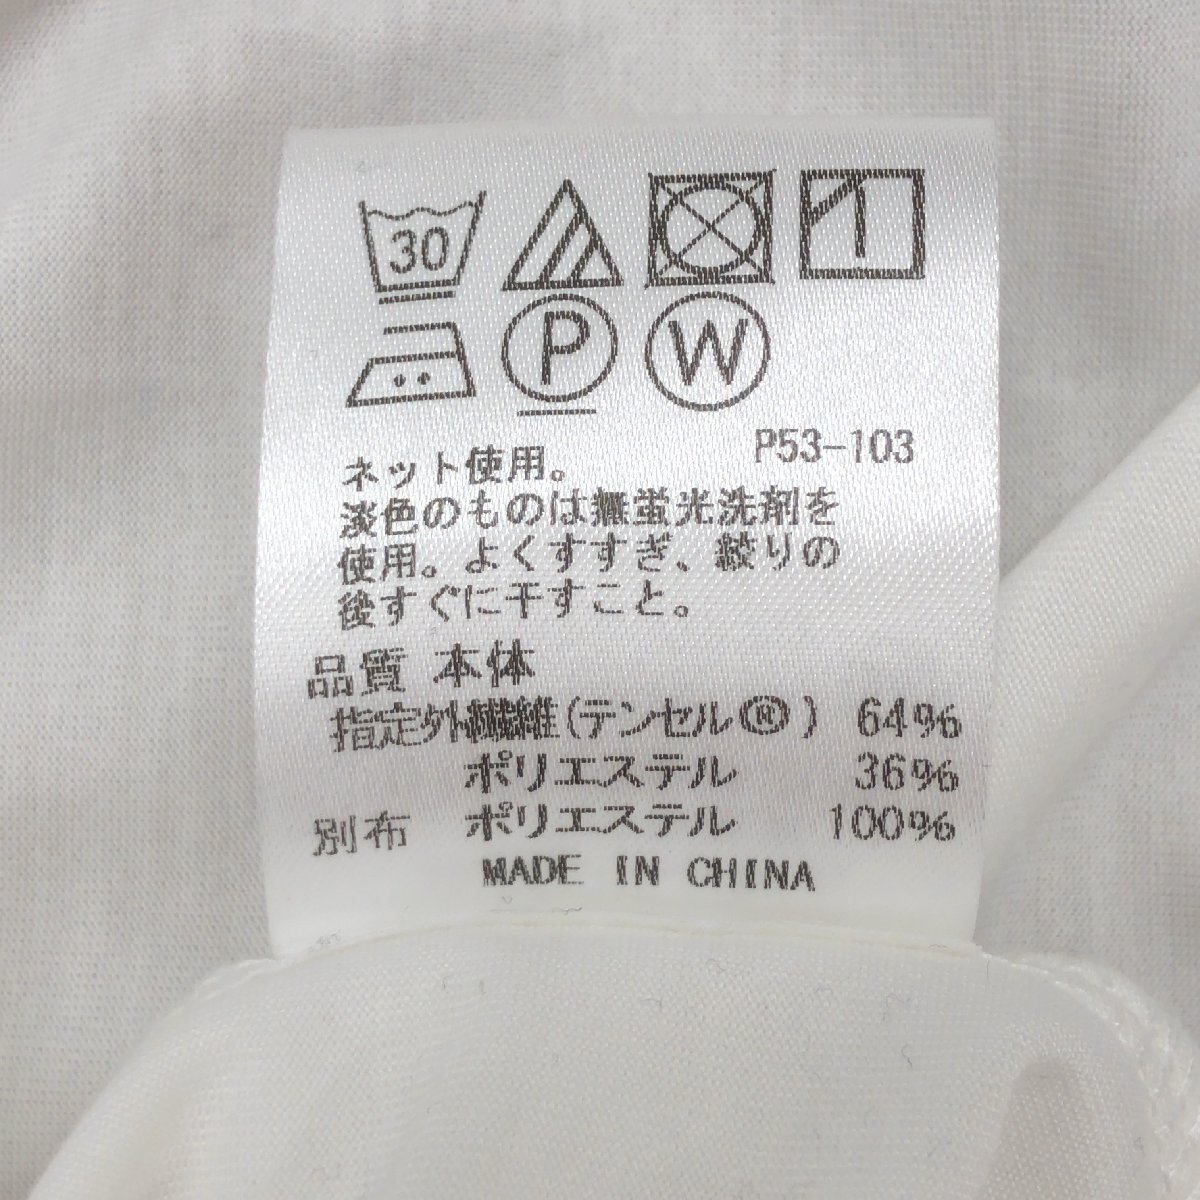 30
P W
P53-103
ネット使用。
淡色のものは無蛍光洗剤を
使用。よくすすぎ、絞りの
後すぐに干すこと。
品質 本体
指定外繊維(テンセル®) 64%
ポリエステル 36%
別布 ポリエステル 100%
MADE IN CHINA